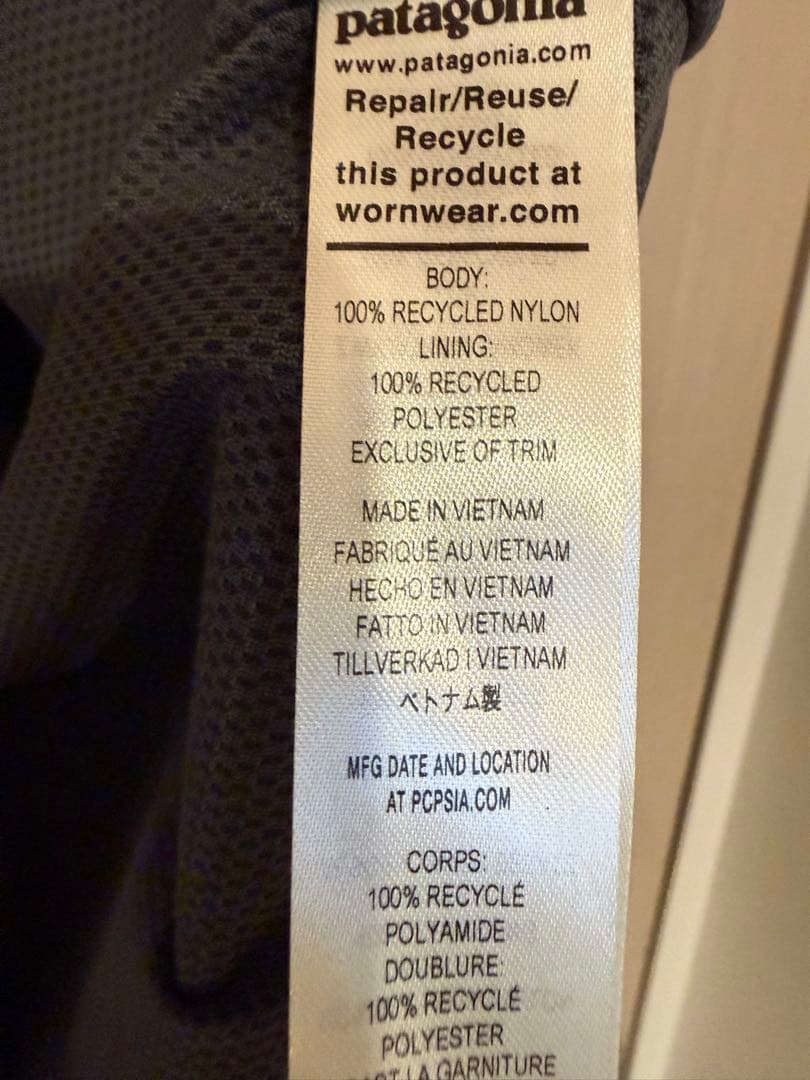 patagonia
www.patagonia.com
Repair/Reuse/
Recycle
this product at
wornwear.com
BODY:
100% RECYCLED NYLON
LINING:
100% RECYCLED
POLYESTER
EXCLUSIVE OF TRIM
MADE IN VIETNAM
FABRIQUÉ AU VIETNAM
HECHO EN VIETNAM
FATTO IN VIETNAM
TILLVERKAD I VIETNAM
ベトナム製
MFG DATE AND LOCATION
AT PCPSIA.COM
CORPS:
100% RECYCLÉ
POLYAMIDE
DOUBLURE:
100% RECYCLÉ
POLYESTER
LA GARNITURE